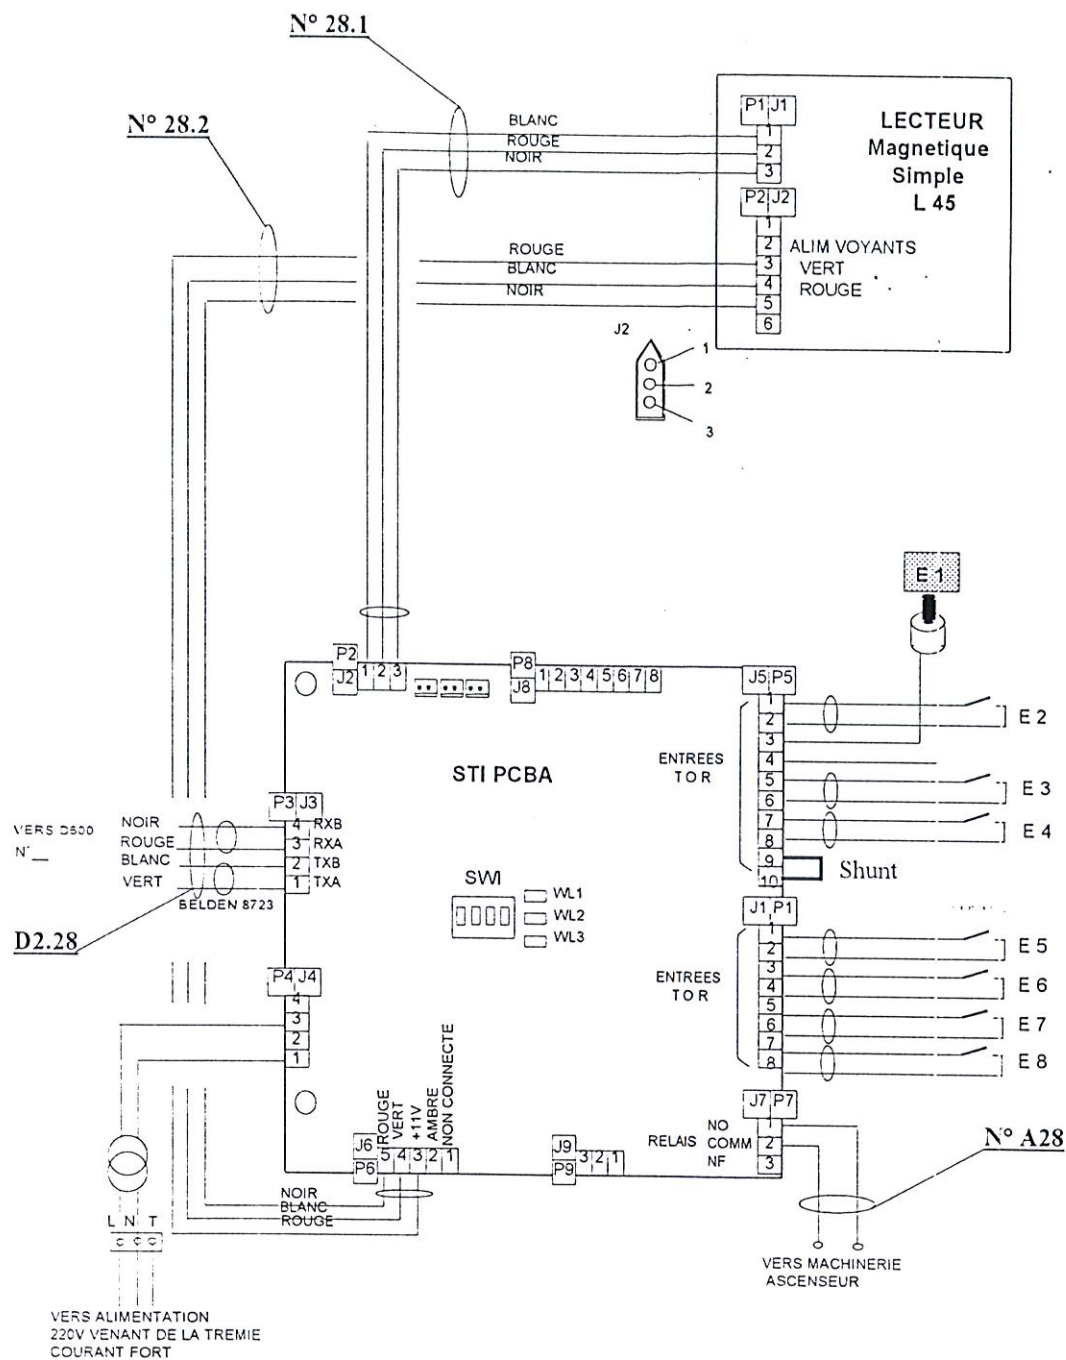 N° 28.1
N° 28.2
BLANC
ROUGE
NOIR
P1 J1
1
2
3
LECTEUR
Magnetique
Simple
L 45
P2 J2
1
2 ALIM VOYANTS
3 VERT
4 ROUGE
5
6
ROUGE
BLANC
NOIR
J2
1
2
3
E 1
P2
J2
1 2 3
P8
J8
1 2 3 4 5 6 7 8
J5 P5
1
2
3
4
5
6
7
8
9
10
ENTREES
T O R
E 2
E 3
E 4
Shunt
STI PCBA
P3 J3
4 RXB
3 RXA
2 TXB
1 TXA
VERS D600
N°__
NOIR
ROUGE
BLANC
VERT
BELDEN 8723
D2.28
SWI
WL1
WL2
WL3
J1 P1
1
2
3
4
5
6
7
8
ENTREES
T O R
E 5
E 6
E 7
E 8
P4 J4
4
3
2
1
ROUGE
VERT
+11V
AMBRE
NON CONNECTE
J6
P6
5 4 3 2 1
J9
P9
3 2 1
J7 P7
1
2
3
RELAIS
NO
COMM
NF
N° A28
NOIR
BLANC
ROUGE
L N T
VERS MACHINERIE
ASCENSEUR
VERS ALIMENTATION
220V VENANT DE LA TREMIE
COURANT FORT